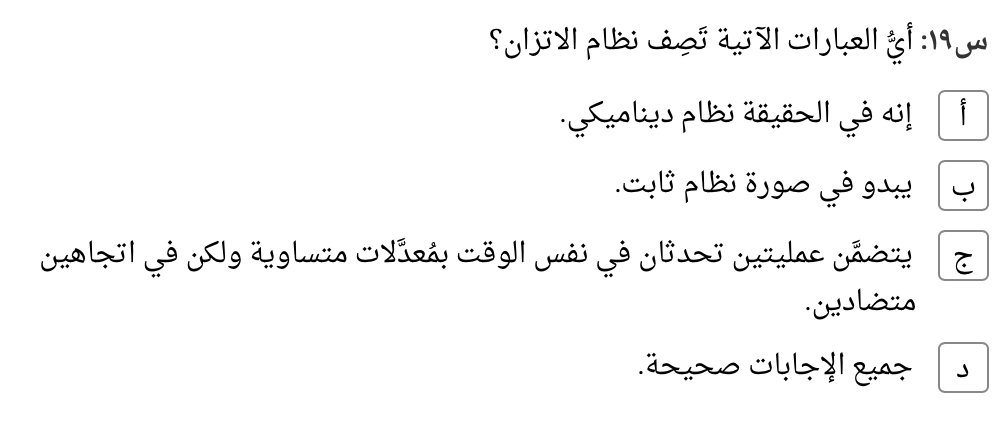 س١٩: أيُّ العبارات الآتية تَصِف نظام الاتزان؟
أ إنه في الحقيقة نظام ديناميكي.
ب يبدو في صورة نظام ثابت.
ج يتضمَّن عمليتين تحدثان في نفس الوقت بمُعدَّلات متساوية ولكن في اتجاهين
متضادين.
د جميع الإجابات صحيحة.